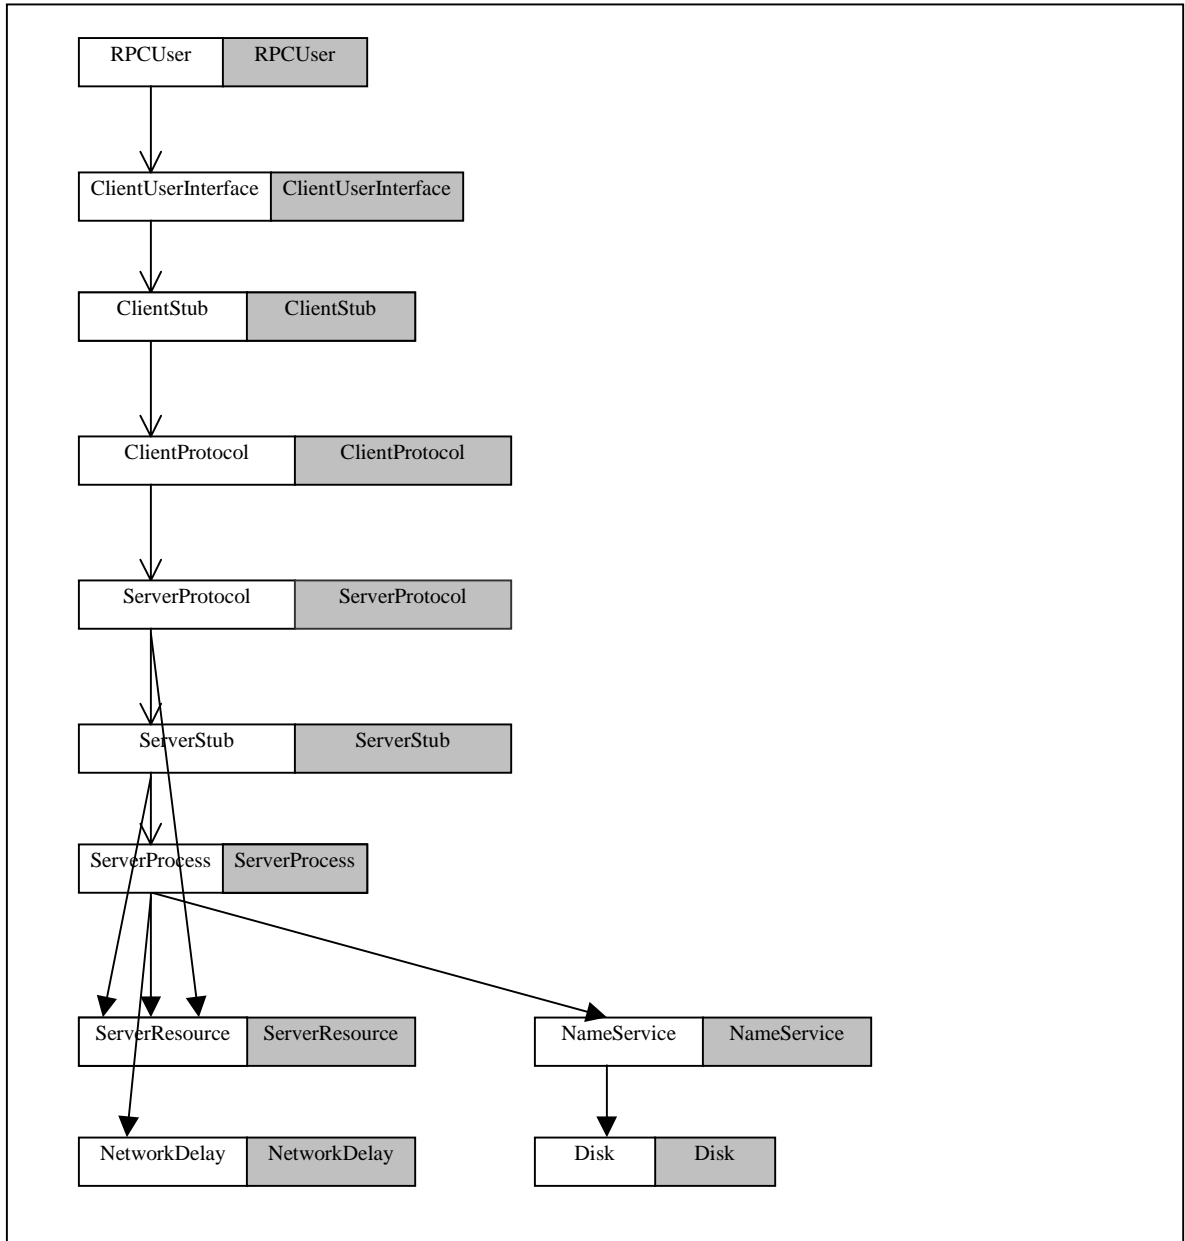 RPCUser RPCUser
ClientUserInterface ClientUserInterface
ClientStub ClientStub
ClientProtocol ClientProtocol
ServerProtocol ServerProtocol
ServerStub ServerStub
ServerProcess ServerProcess
ServerResource ServerResource NameService NameService
NetworkDelay NetworkDelay Disk Disk